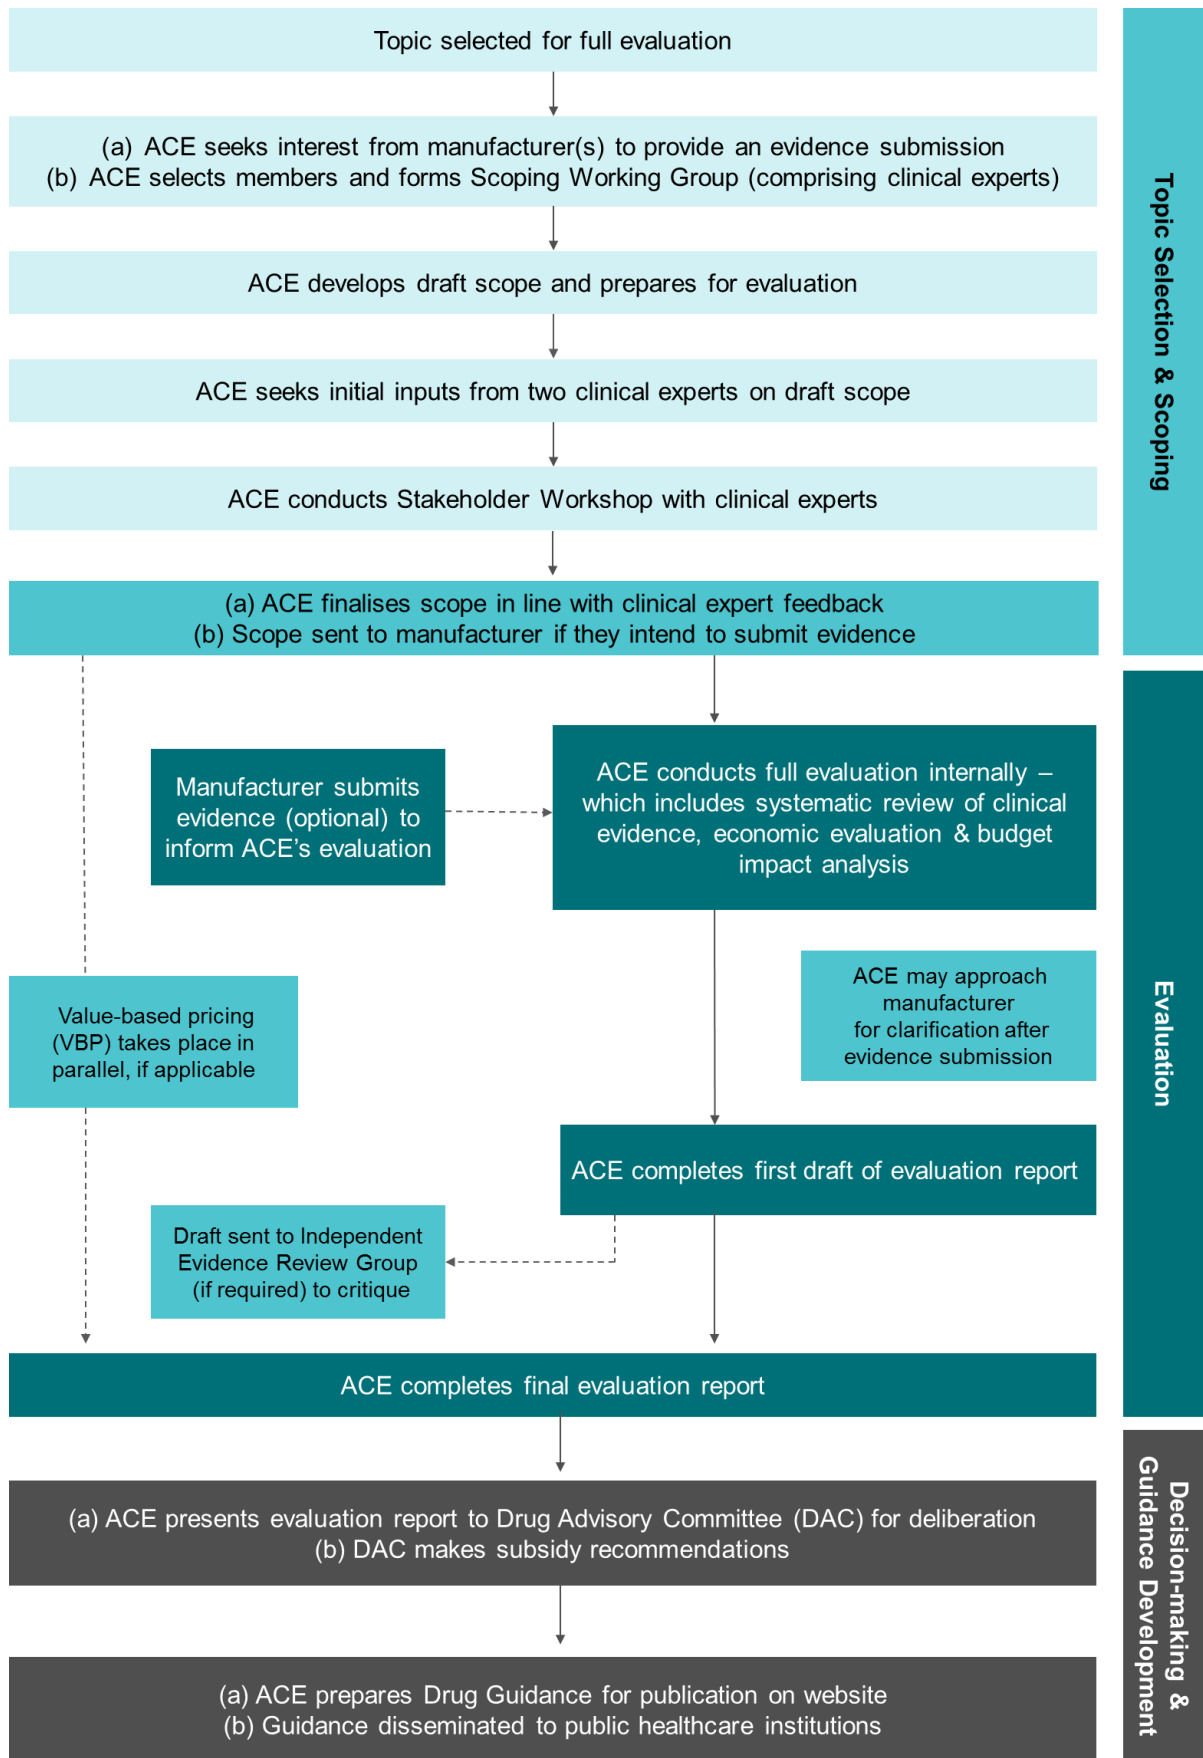 Topic selected for full evaluation
(a) ACE seeks interest from manufacturer(s) to provide an evidence submission
(b) ACE selects members and forms Scoping Working Group (comprising clinical experts)
ACE develops draft scope and prepares for evaluation
ACE seeks initial inputs from two clinical experts on draft scope
ACE conducts Stakeholder Workshop with clinical experts
(a) ACE finalises scope in line with clinical expert feedback
(b) Scope sent to manufacturer if they intend to submit evidence
Topic Selection & Scoping
Manufacturer submits
evidence (optional) to
inform ACE's evaluation
ACE conducts full evaluation internally –
which includes systematic review of clinical
evidence, economic evaluation & budget
impact analysis
ACE may approach
manufacturer
for clarification after
evidence submission
Value-based pricing
(VBP) takes place in
parallel, if applicable
ACE completes first draft of evaluation report
Draft sent to Independent
Evidence Review Group
(if required) to critique
ACE completes final evaluation report
Evaluation
(a) ACE presents evaluation report to Drug Advisory Committee (DAC) for deliberation
(b) DAC makes subsidy recommendations
(a) ACE prepares Drug Guidance for publication on website
(b) Guidance disseminated to public healthcare institutions
Decision-making &
Guidance Development